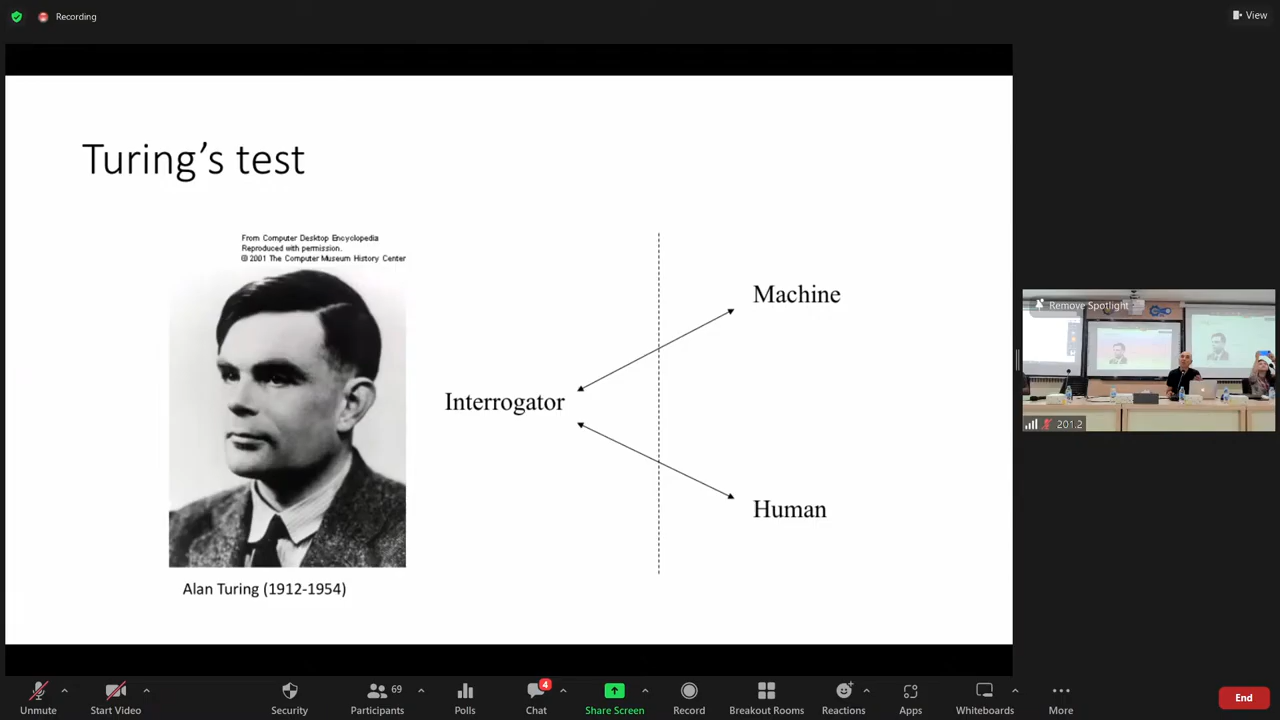 Recording
View
Turing's test
From Computer Desktop Encyclopedia
Reproduced with permission.
© 2001 The Computer Museum History Center
Machine
Interrogator
Human
Alan Turing (1912-1954)
Remove Spotlight
201.2
Unmute
Start Video
Security
69
Participants
Polls
4
Chat
Share Screen
Record
Breakout Rooms
Reactions
Apps
Whiteboards
More
End